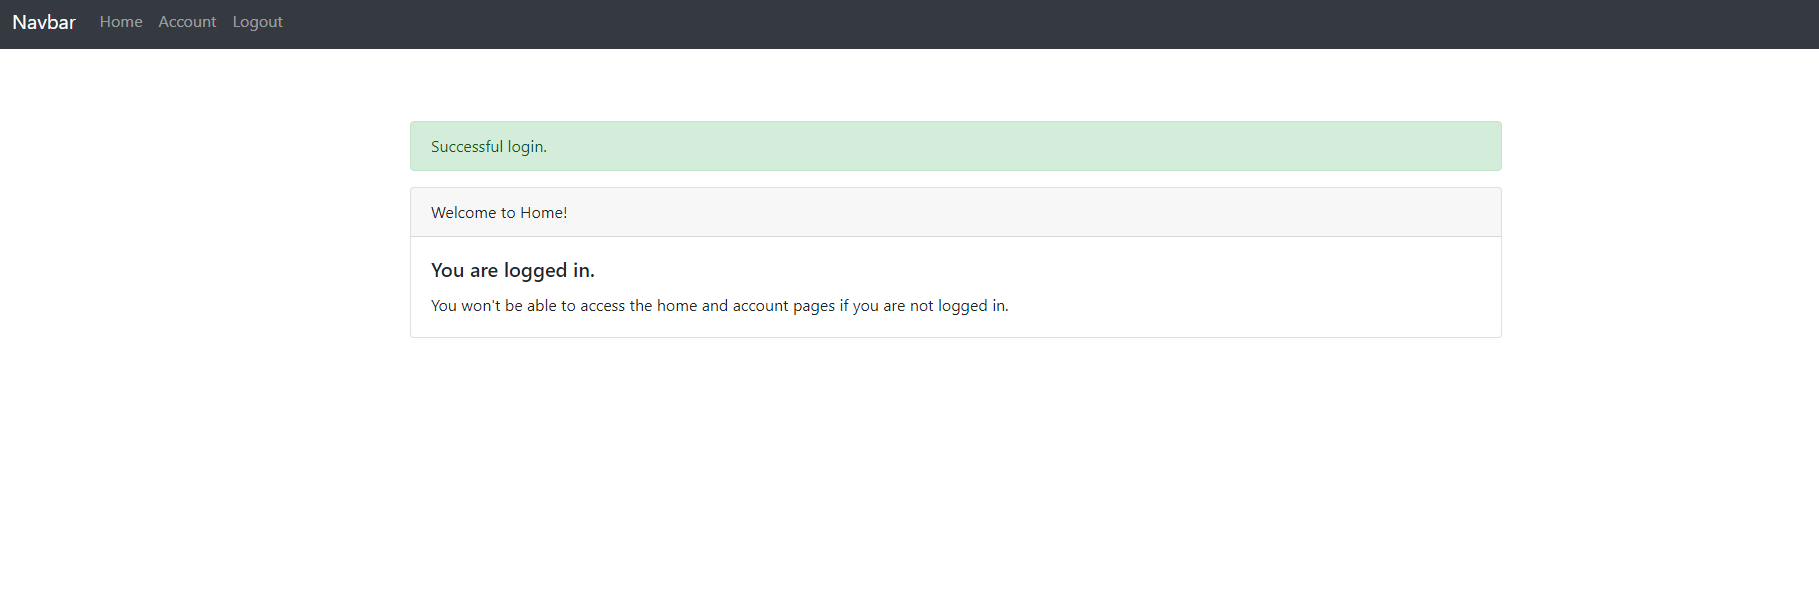 Navbar Home Account Logout
Successful login.
Welcome to Home!
You are logged in.
You won't be able to access the home and account pages if you are not logged in.